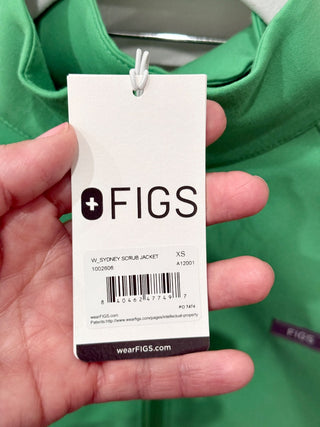 FIGS
W_SYDNEY SCRUB JACKET XS
1002808 A12001
8 40462 47749 7
PO 7474
wearFIGS.com
Patents:http://www.wearfigs.com/pages/intellectual-property
wearFIGS.com
FIGS